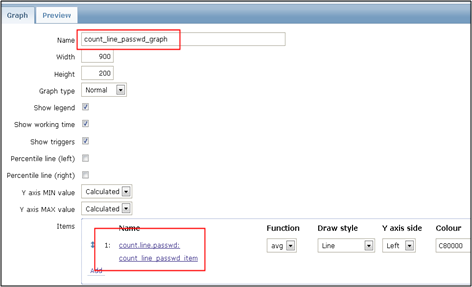 Graph Preview
Name count_line_passwd_graph
Width 900
Height 200
Graph type Normal
Show legend
Show working time
Show triggers
Percentile line (left)
Percentile line (right)
Y axis MIN value Calculated
Y axis MAX value Calculated
Items Name Function Draw style Y axis side Colour
1: count.line.passwd: avg Line Left C80000
count_line_passwd_item
Add